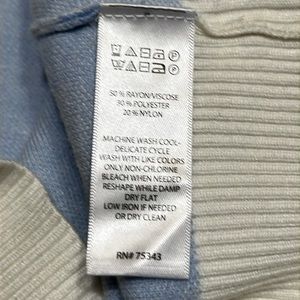 50% RAYON/VISCOSE
30% POLYESTER
20% NYLON
MACHINE WASH COOL-
DELICATE CYCLE
WASH WITH LIKE COLORS
ONLY NON-CHLORINE
BLEACH WHEN NEEDED
RESHAPE WHILE DAMP
DRY FLAT
LOW IRON IF NEEDED
OR DRY CLEAN
RN# 75343